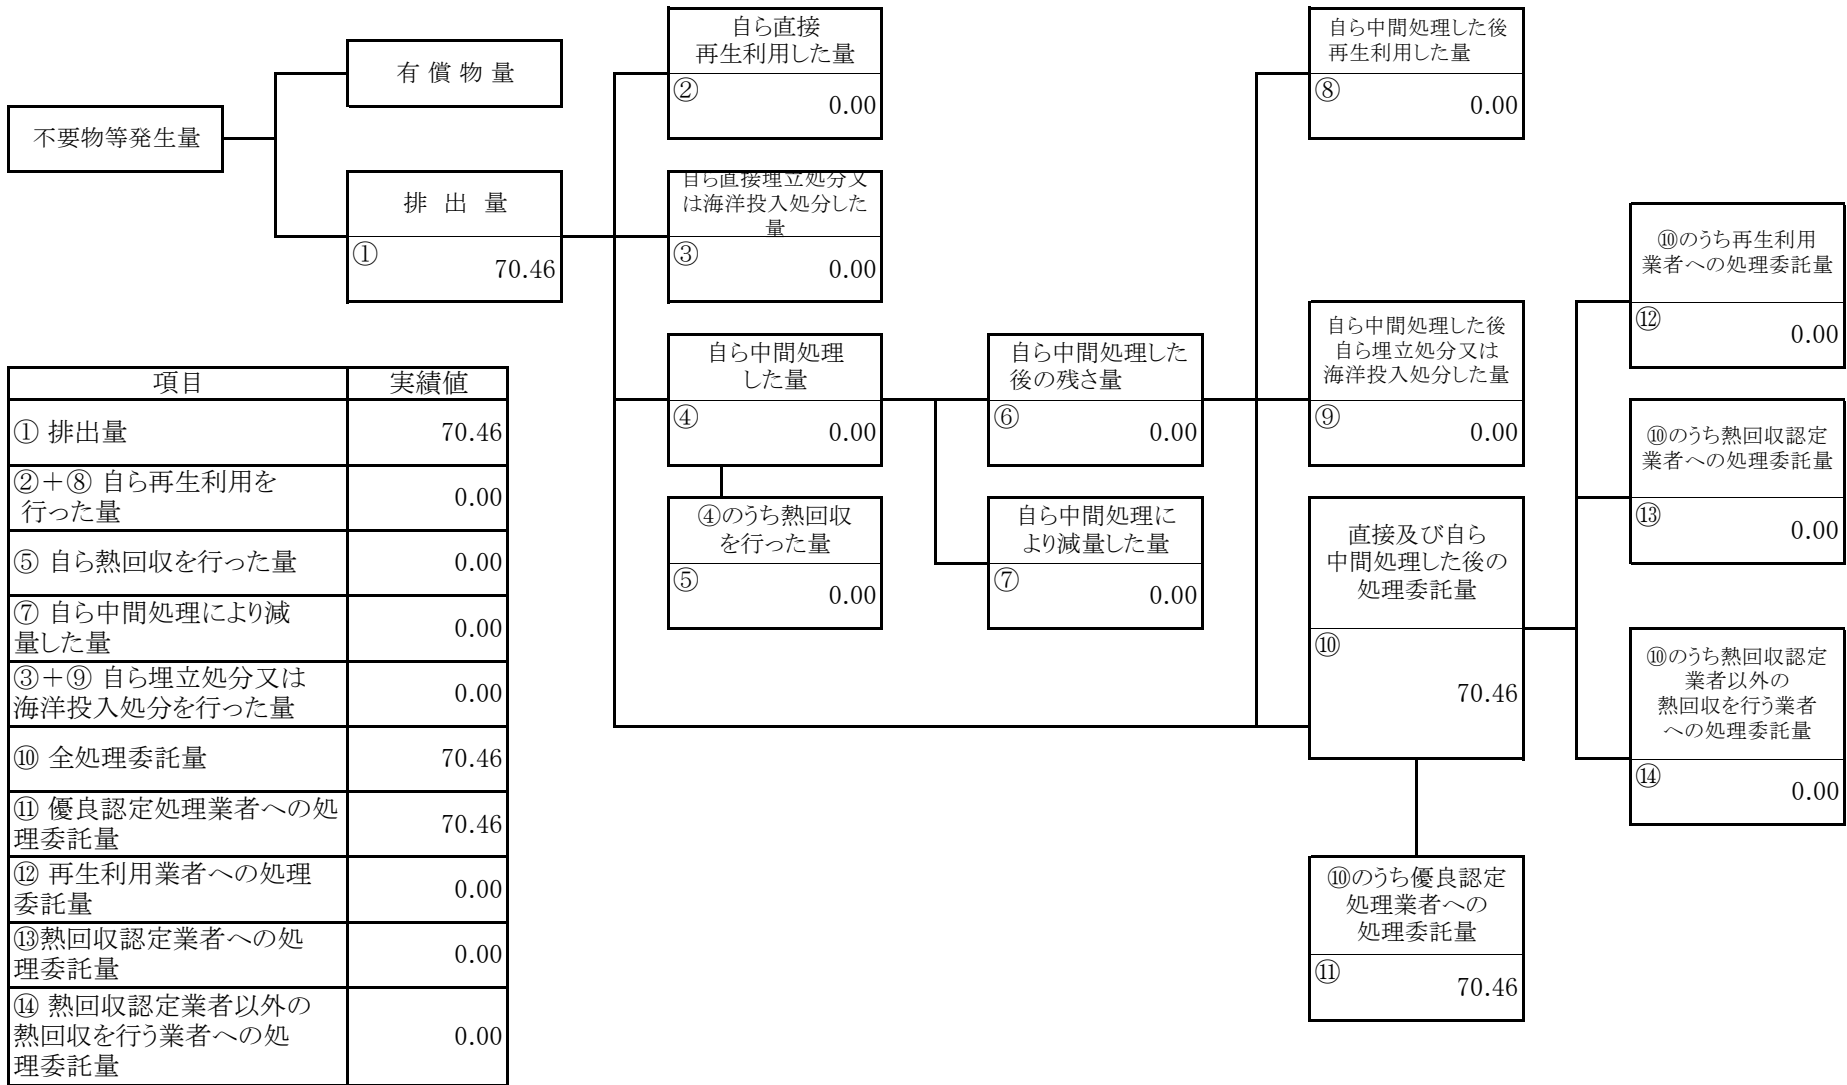 不要物等発生量
有償物量
排出量
①
70.46
自ら直接
再生利用した量
②
0.00
自ら直接埋立処分又
は海洋投入処分した
量
③
0.00
自ら中間処理
した量
④
0.00
④のうち熱回収
を行った量
⑤
0.00
自ら中間処理した
後の残さ量
⑥
0.00
自ら中間処理に
より減量した量
⑦
0.00
自ら中間処理した後
再生利用した量
⑧
0.00
自ら中間処理した後
自ら埋立処分又は
海洋投入処分した量
⑨
0.00
直接及び自ら
中間処理した後の
処理委託量
⑩
70.46
⑩のうち優良認定
処理業者への
処理委託量
⑪
70.46
⑩のうち再生利用
業者への処理委託量
⑫
0.00
⑩のうち熱回収認定
業者への処理委託量
⑬
0.00
⑩のうち熱回収認定
業者以外の
熱回収を行う業者
への処理委託量
⑭
0.00
項目 実績値
① 排出量 70.46
②+⑧ 自ら再生利用を
行った量 0.00
⑤ 自ら熱回収を行った量 0.00
⑦ 自ら中間処理により減
量した量 0.00
③+⑨ 自ら埋立処分又は
海洋投入処分を行った量 0.00
⑩ 全処理委託量 70.46
⑪ 優良認定処理業者への処
理委託量 70.46
⑫ 再生利用業者への処理
委託量 0.00
⑬熱回収認定業者への処
理委託量 0.00
⑭ 熱回収認定業者以外の
熱回収を行う業者への処
理委託量 0.00